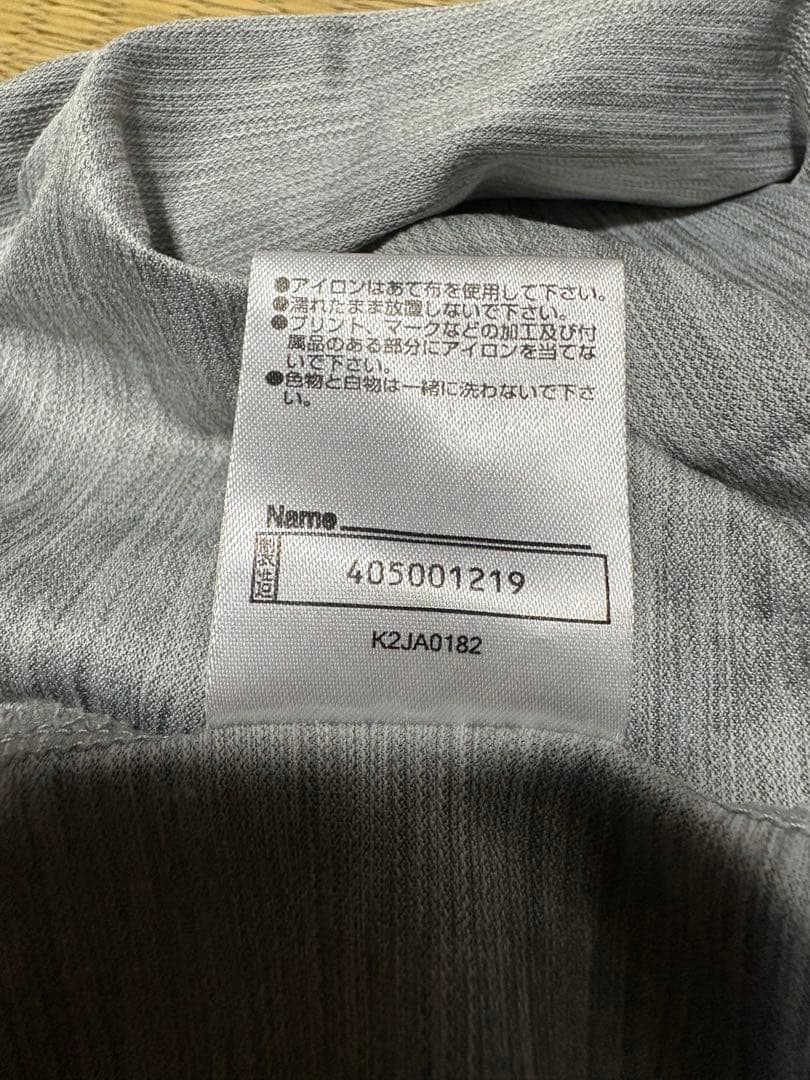 ●アイロンはあて布を使用して下さい。
●濡れたまま放置しないで下さい。
●プリント、マークなどの加工及び付
属品のある部分にアイロンを当てな
いで下さい。
●色物と白物は一緒に洗わないで下さ
い。
Name
405001219
K2JA0182